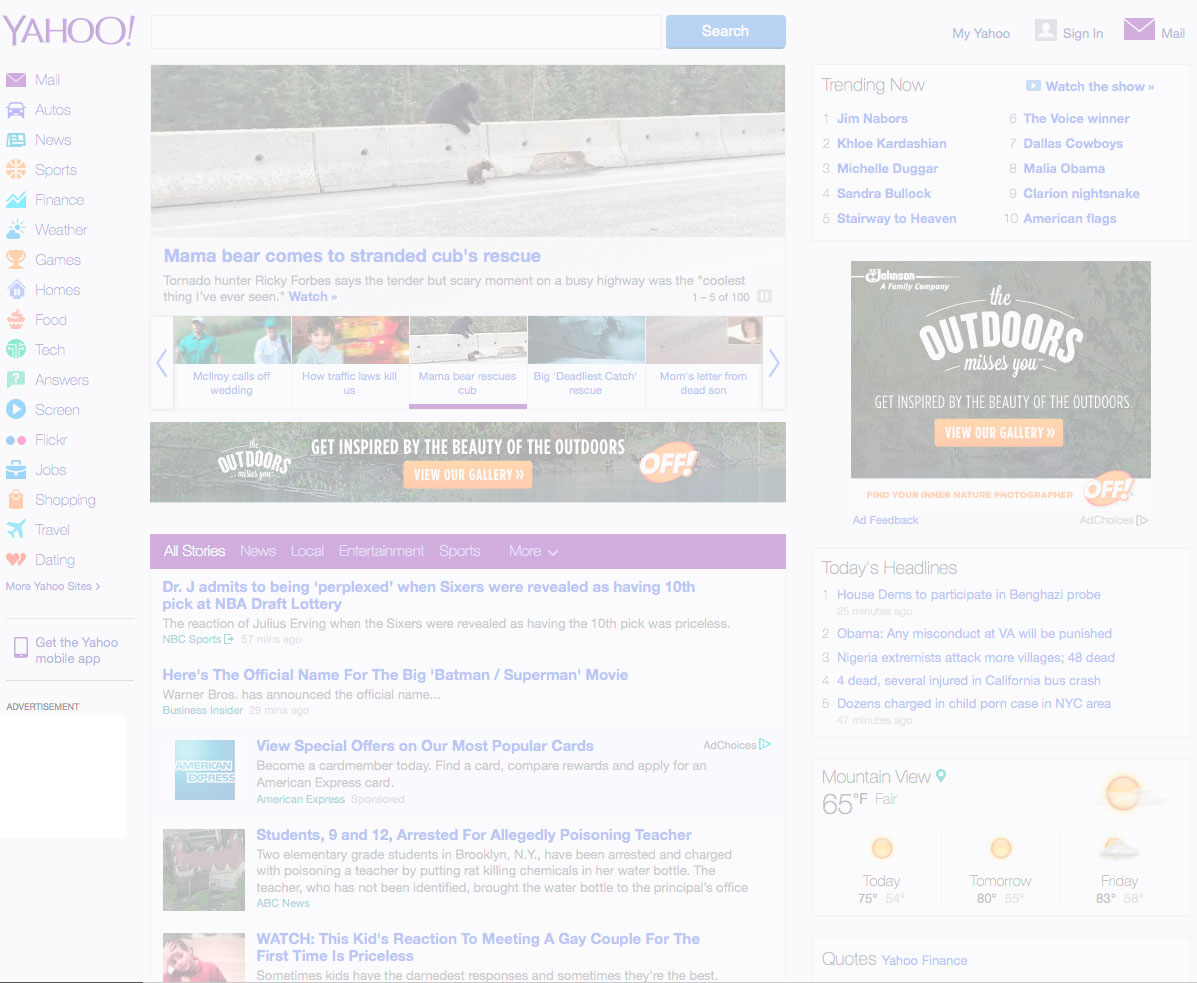 YAHOO!
Search
My Yahoo
Sign In
Mail
Mail
Autos
News
Sports
Finance
Weather
Games
Homes
Food
Tech
Answers
Screen
Flickr
Jobs
Shopping
Travel
Dating
More Yahoo Sites >
Get the Yahoo
mobile app
ADVERTISEMENT
Mama bear comes to stranded cub's rescue
Tornado hunter Ricky Forbes says the tender but scary moment on a busy highway was the "coolest
thing I've ever seen." Watch »
1 – 5 of 100
McIlroy calls off
wedding
How traffic laws kill
us
Mama bear rescues
cub
Big 'Deadliest Catch'
rescue
Mom's letter from
dead son
the
OUTDOORS
misses you
GET INSPIRED BY THE BEAUTY OF THE OUTDOORS
VIEW OUR GALLERY »
OFF!
All Stories News Local Entertainment Sports More
Dr. J admits to being ‘perplexed’ when Sixers were revealed as having 10th
pick at NBA Draft Lottery
The reaction of Julius Erving when the Sixers were revealed as having the 10th pick was priceless.
NBC Sports 57 mins ago
Here's The Official Name For The Big 'Batman / Superman' Movie
Warner Bros. has announced the official name...
Business Insider 29 mins ago
AMERICAN
EXPRESS
View Special Offers on Our Most Popular Cards
AdChoices
Become a cardmember today. Find a card, compare rewards and apply for an
American Express card.
American Express Sponsored
Students, 9 and 12, Arrested For Allegedly Poisoning Teacher
Two elementary grade students in Brooklyn, N.Y., have been arrested and charged
with poisoning a teacher by putting rat killing chemicals in her water bottle. The
teacher, who has not been identified, brought the water bottle to the principal's office
ABC News
WATCH: This Kid's Reaction To Meeting A Gay Couple For The
First Time Is Priceless
Sometimes kids have the darnedest responses and sometimes they're the best.
Trending Now
Watch the show »
1 Jim Nabors
2 Khloe Kardashian
3 Michelle Duggar
4 Sandra Bullock
5 Stairway to Heaven
6 The Voice winner
7 Dallas Cowboys
8 Malia Obama
9 Clarion nightsnake
10 American flags
SC Johnson
A Family Company
the
OUTDOORS
misses you™
GET INSPIRED BY THE BEAUTY OF THE OUTDOORS
VIEW OUR GALLERY »
FIND YOUR INNER NATURE PHOTOGRAPHER
OFF!
Ad Feedback
AdChoices
Today's Headlines
1 House Dems to participate in Benghazi probe
25 minutes ago
2 Obama: Any misconduct at VA will be punished
3 Nigeria extremists attack more villages; 48 dead
4 4 dead, several injured in California bus crash
5 Dozens charged in child porn case in NYC area
47 minutes ago
Mountain View
65°F Fair
Today
75° 54°
Tomorrow
80° 55°
Friday
83° 58°
Quotes Yahoo Finance